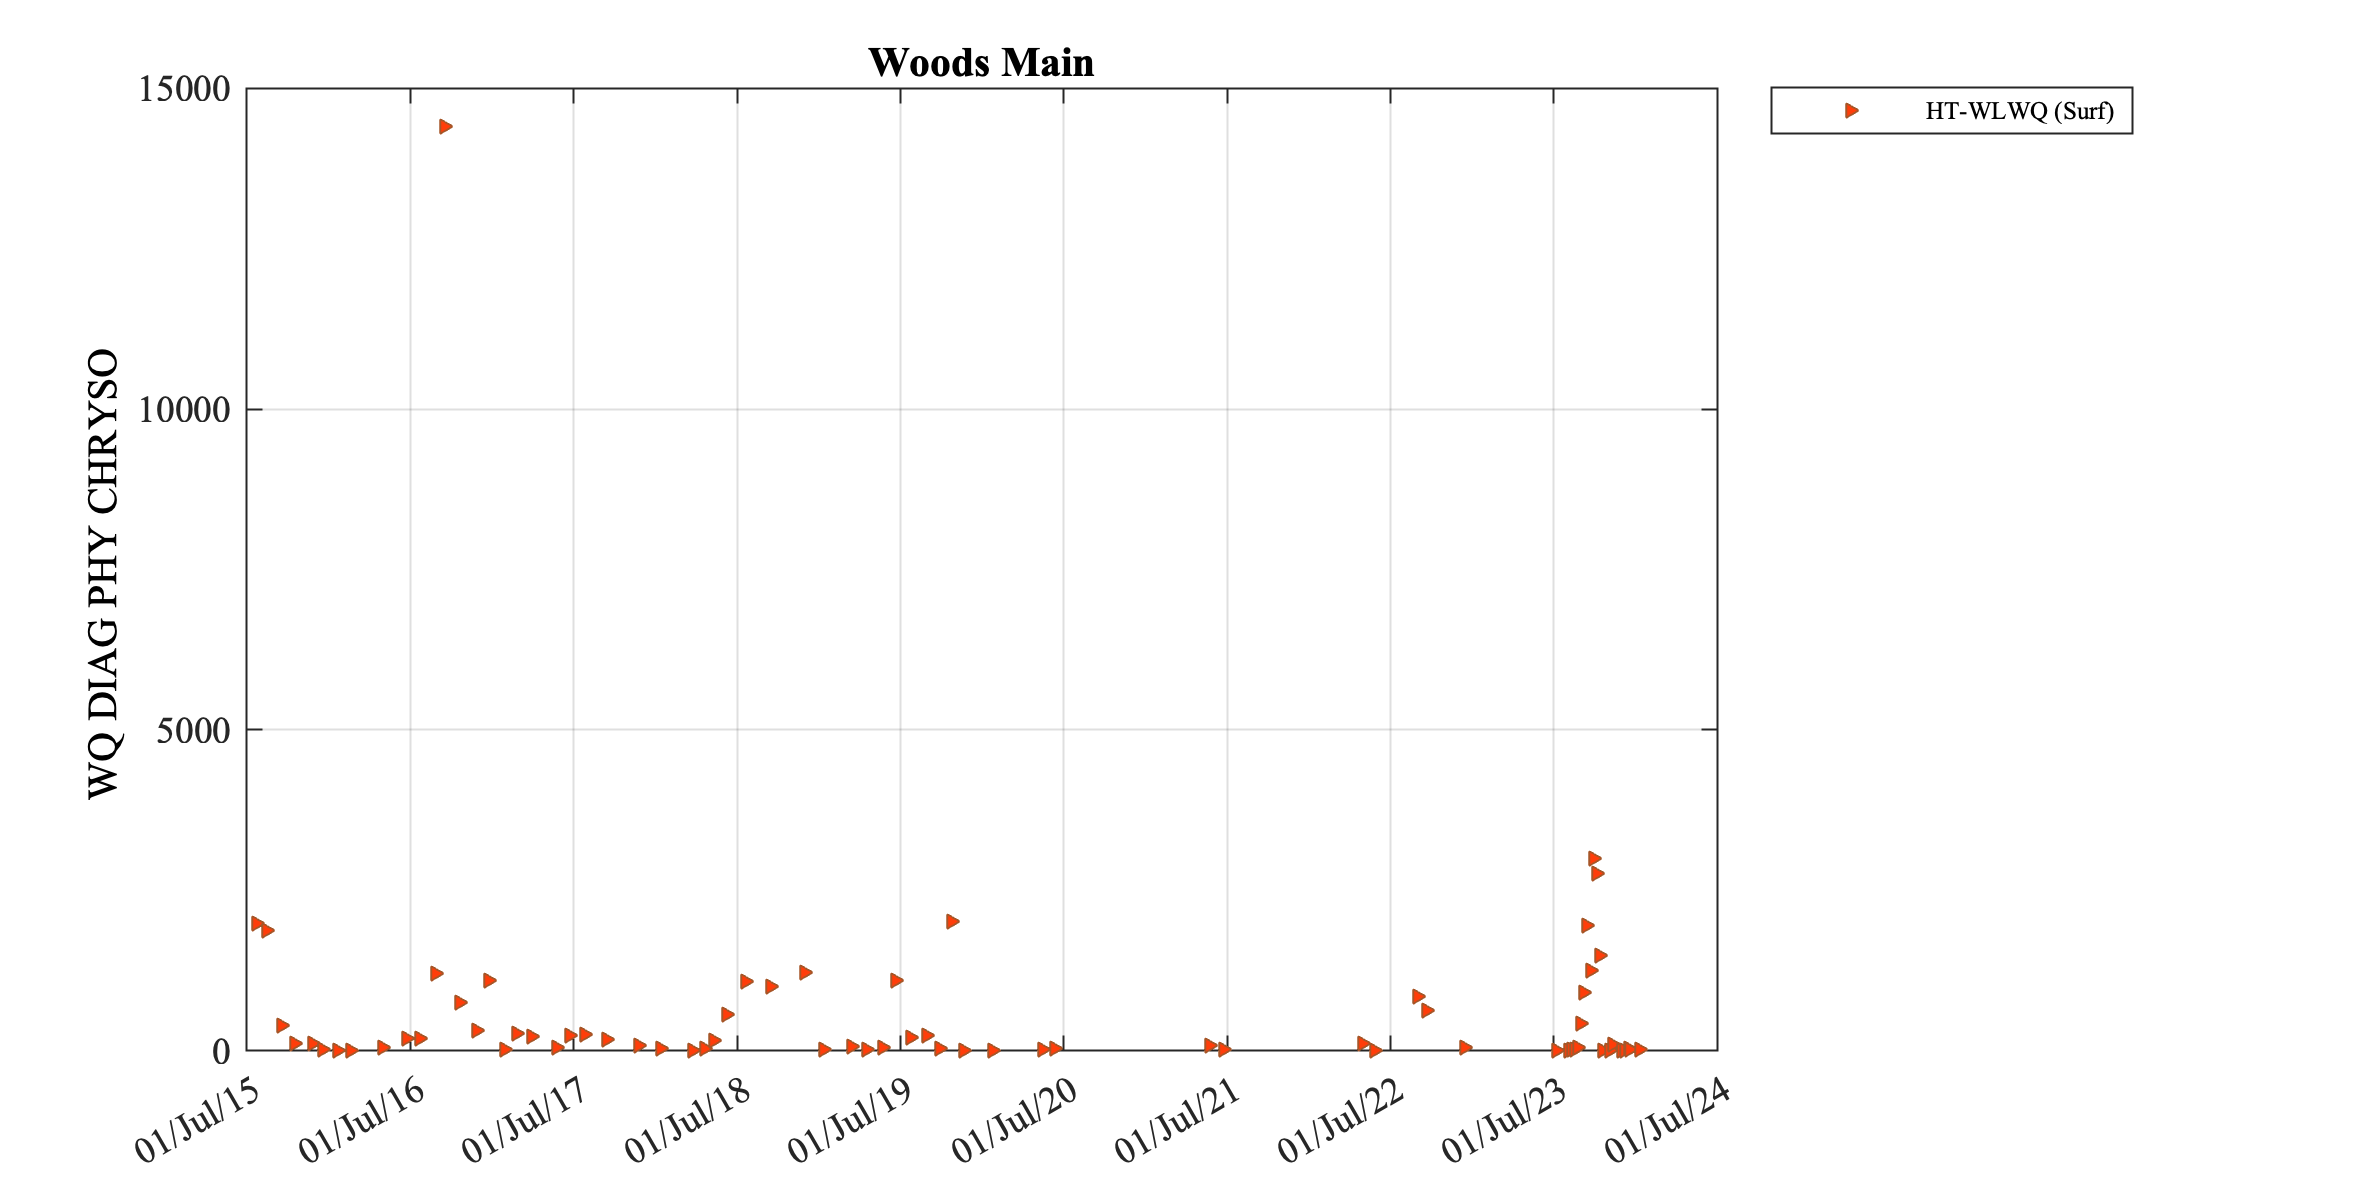 Woods Main
HT-WLWQ (Surf)
WQ DIAG PHY CHRYSO
15000
10000
5000
0
01/Jul/15
01/Jul/16
01/Jul/17
01/Jul/18
01/Jul/19
01/Jul/20
01/Jul/21
01/Jul/22
01/Jul/23
01/Jul/24